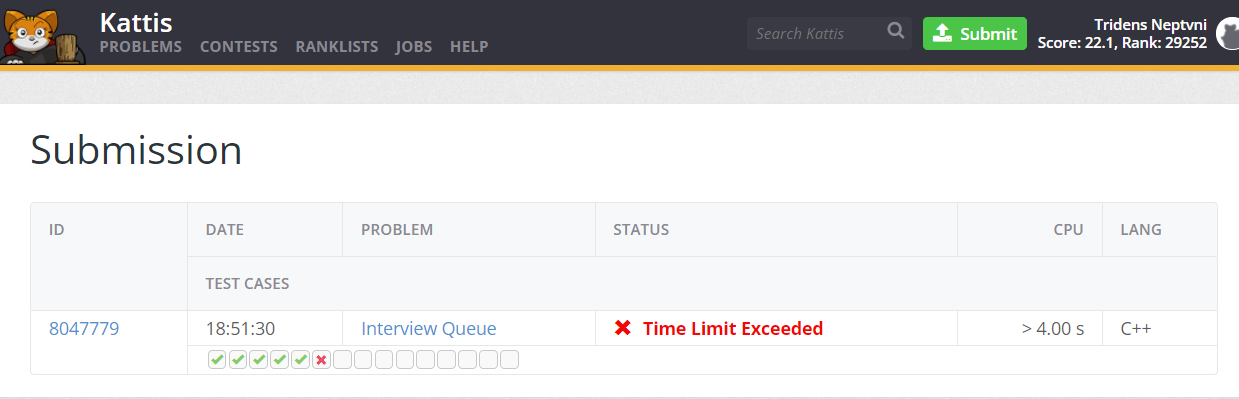 Kattis
PROBLEMS CONTESTS RANKLISTS JOBS HELP
Search Kattis
Submit
Tridens Neptvni
Score: 22.1, Rank: 29252
Submission
ID DATE PROBLEM STATUS CPU LANG
TEST CASES
8047779 18:51:30 Interview Queue Time Limit Exceeded > 4.00 s C++